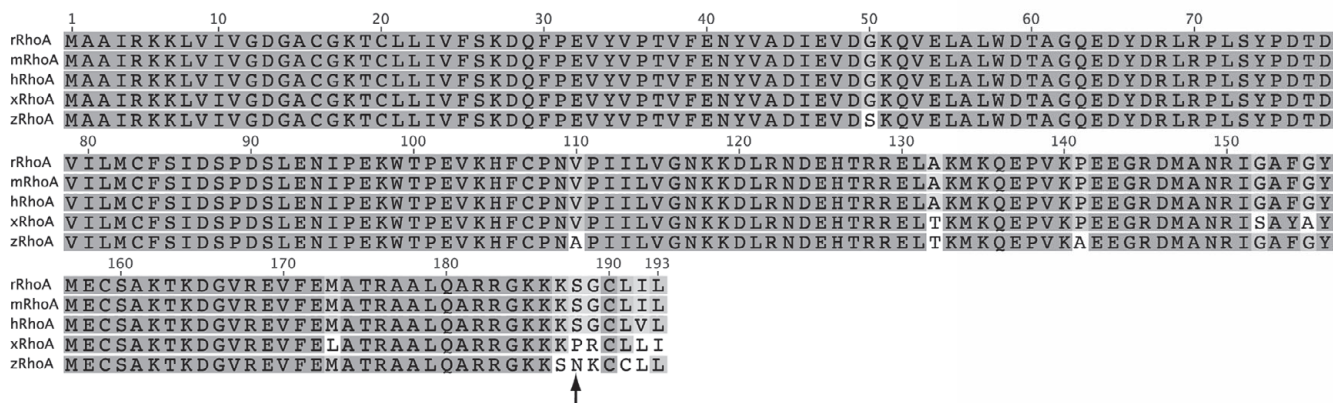 1 10 20 30 40 50 60 70
rRhoA MAAIRKKLVIVGDGACGKTCLLIVFSKDQFPEVYVPTVFENYVADIEVDGKQVELALWDTAGQEDYDRLRPLSYPDTD
mRhoA MAAIRKKLVIVGDGACGKTCLLIVFSKDQFPEVYVPTVFENYVADIEVDGKQVELALWDTAGQEDYDRLRPLSYPDTD
hRhoA MAAIRKKLVIVGDGACGKTCLLIVFSKDQFPEVYVPTVFENYVADIEVDGKQVELALWDTAGQEDYDRLRPLSYPDTD
xRhoA MAAIRKKLVIVGDGACGKTCLLIVFSKDQFPEVYVPTVFENYVADIEVDGKQVELALWDTAGQEDYDRLRPLSYPDTD
zRhoA MAAIRKKLVIVGDGACGKTCLLIVFSKDQFPEVYVPTVFENYVADIEVDSKQVELALWDTAGQEDYDRLRPLSYPDTD
80 90 100 110 120 130 140 150
rRhoA VILMCFSIDSPDSLENIPEKWTPEVKHFCPNVPIILVGNKKDLRNDEHTRRELAKMKQEPVKPEEGRDMANRIGAFGY
mRhoA VILMCFSIDSPDSLENIPEKWTPEVKHFCPNVPIILVGNKKDLRNDEHTRRELAKMKQEPVKPEEGRDMANRIGAFGY
hRhoA VILMCFSIDSPDSLENIPEKWTPEVKHFCPNVPIILVGNKKDLRNDEHTRRELAKMKQEPVKPEEGRDMANRIGAFGY
xRhoA VILMCFSIDSPDSLENIPEKWTPEVKHFCPNVPIILVGNKKDLRNDEHTRRELTKMKQEPVKPEEGRDMANRISAFAY
zRhoA VILMCFSIDSPDSLENIPEKWTPEVKHFCPNAPIILVGNKKDLRNDEHTRRELTKMKQEPVKAEEGRDMANRIGAFGY
160 170 180 190 193
rRhoA MECSAKTKDGVREVFEMATRAALQARRGKKKSGCLIL
mRhoA MECSAKTKDGVREVFEMATRAALQARRGKKKSGCLIL
hRhoA MECSAKTKDGVREVFEMATRAALQARRGKKKSGCLVL
xRhoA MECSAKTKDGVREVFELATRAALQARRGKKKPRCLLI
zRhoA MECSAKTKDGVREVFEMATRAALQARRGKKSNKCCLL